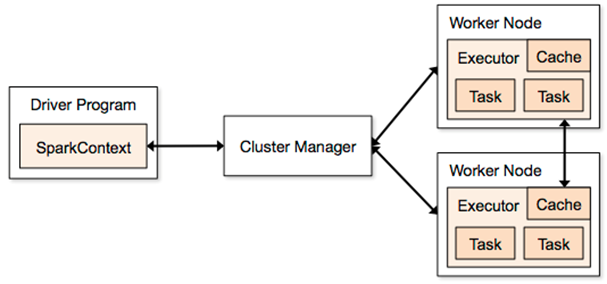 Driver Program
SparkContext
Cluster Manager
Worker Node
Executor Cache
Task Task
Worker Node
Executor Cache
Task Task